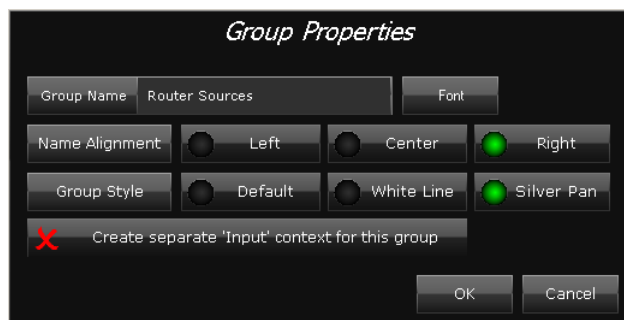 Group Properties
Group Name Router Sources Font
Name Alignment Left Center Right
Group Style Default White Line Silver Pan
Create separate 'Input' context for this group
OK Cancel